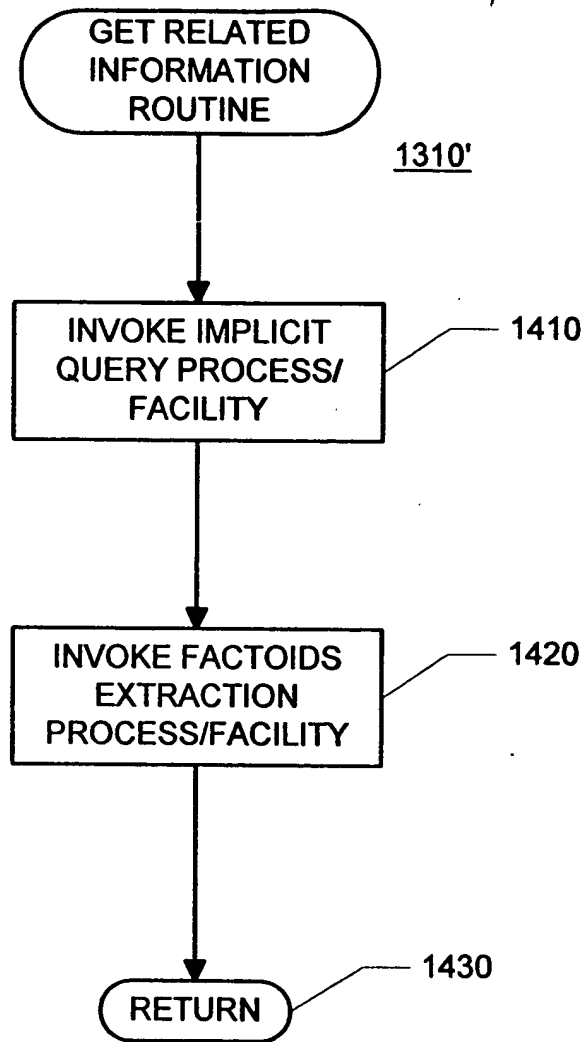 GET RELATED
INFORMATION
ROUTINE
1310'
INVOKE IMPLICIT
QUERY PROCESS/
FACILITY
1410
INVOKE FACTOIDS
EXTRACTION
PROCESS/FACILITY
1420
RETURN
1430